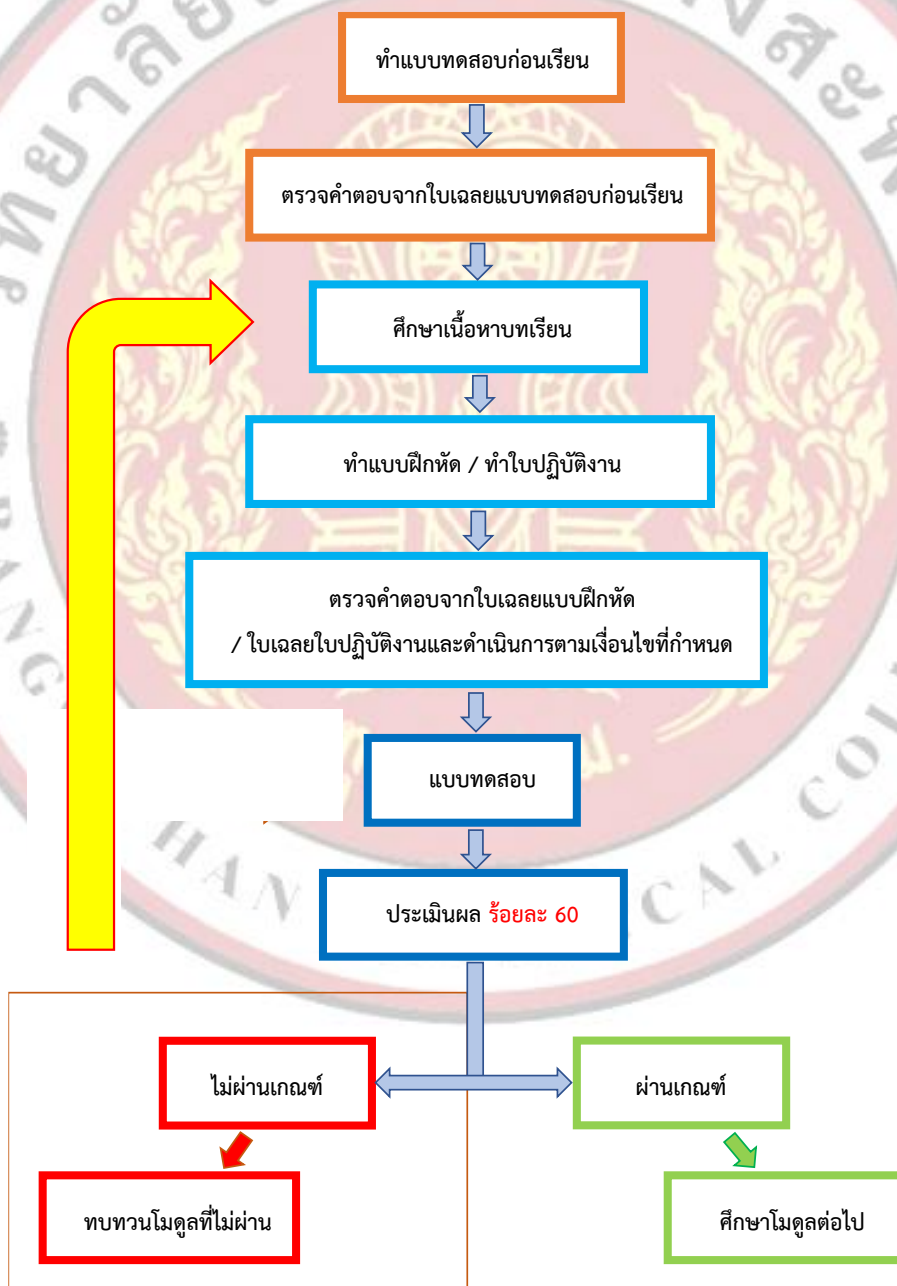 ทำแบบทดสอบก่อนเรียน
ตรวจคำตอบจากใบเฉลยแบบทดสอบก่อนเรียน
ศึกษาเนื้อหาบทเรียน
ทำแบบฝึกหัด / ทำใบปฏิบัติงาน
ตรวจคำตอบจากใบเฉลยแบบฝึกหัด
/ ใบเฉลยใบปฏิบัติงานและดำเนินการตามเงื่อนไขที่กำหนด
แบบทดสอบ
ประเมินผล ร้อยละ 60
ไม่ผ่านเกณฑ์
ผ่านเกณฑ์
ทบทวนโมดูลที่ไม่ผ่าน
ศึกษาโมดูลต่อไป